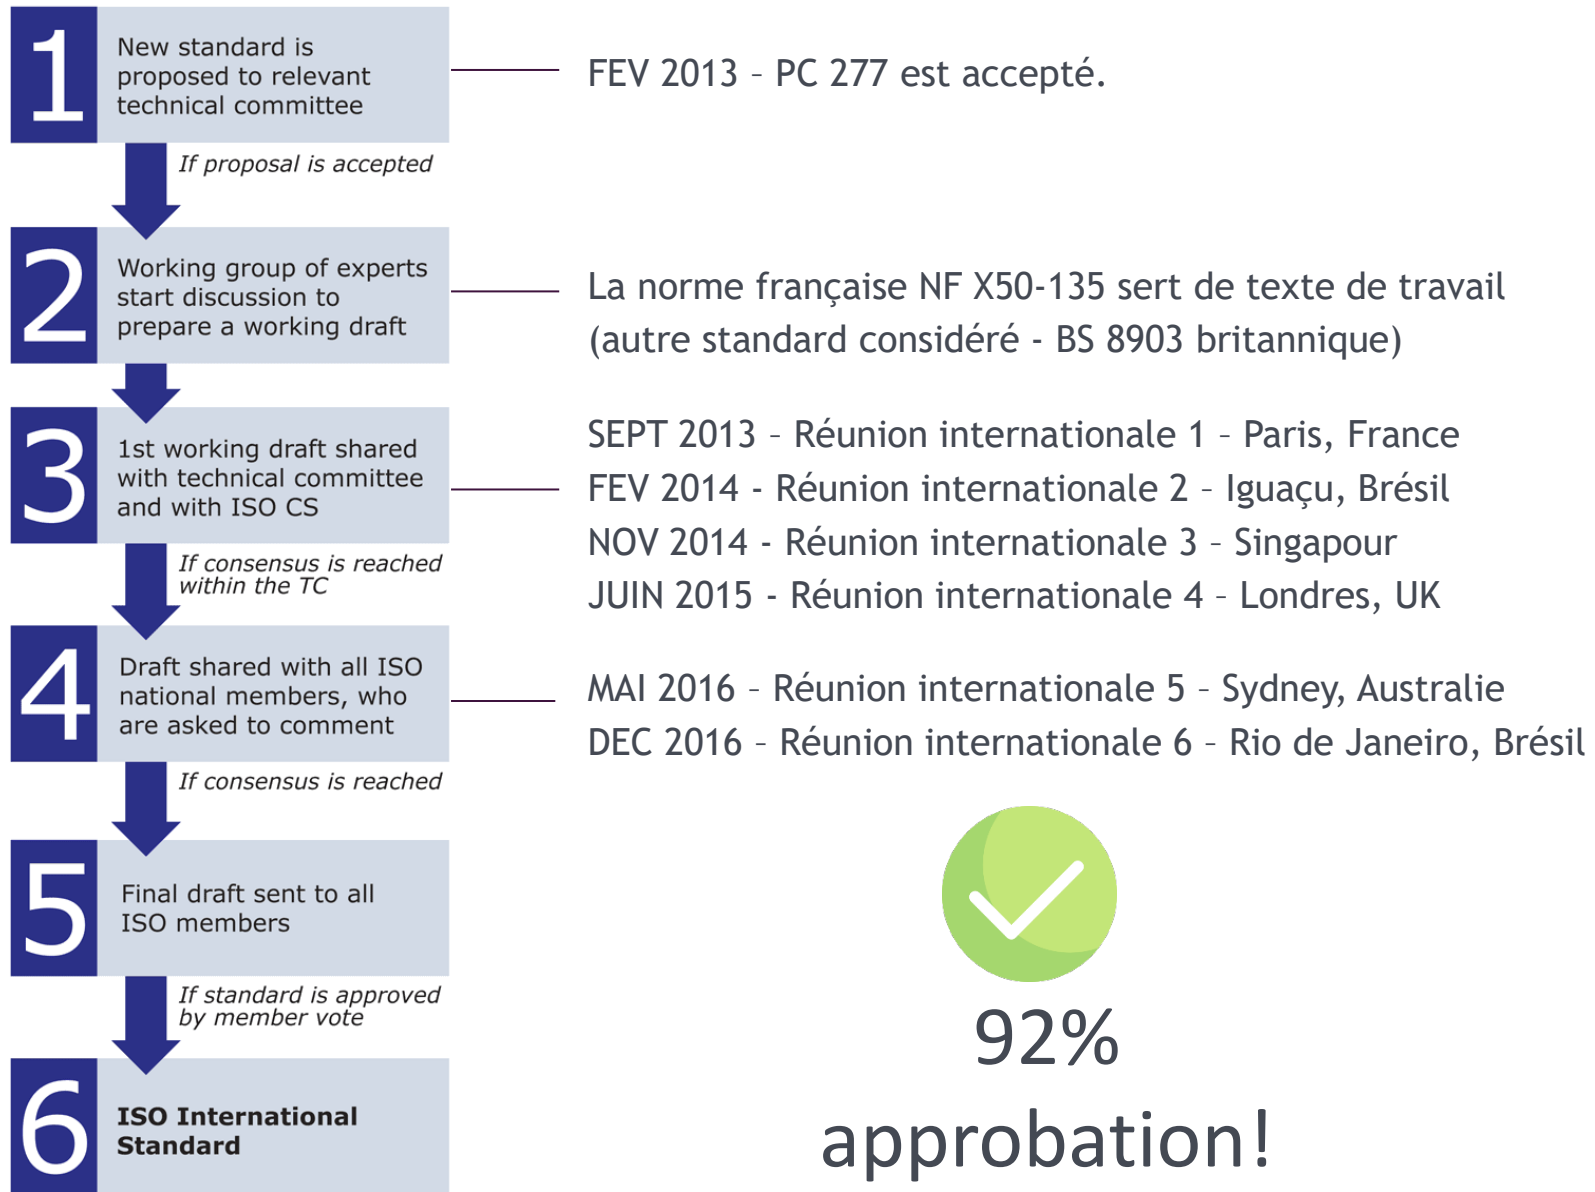 1
New standard is
proposed to relevant
technical committee
FEV 2013 – PC 277 est accepté.
If proposal is accepted
2
Working group of experts
start discussion to
prepare a working draft
La norme française NF X50-135 sert de texte de travail
(autre standard considéré - BS 8903 britannique)
3
1st working draft shared
with technical committee
and with ISO CS
SEPT 2013 – Réunion internationale 1 – Paris, France
FEV 2014 - Réunion internationale 2 – Iguaçu, Brésil
NOV 2014 - Réunion internationale 3 – Singapour
JUIN 2015 - Réunion internationale 4 – Londres, UK
If consensus is reached
within the TC
4
Draft shared with all ISO
national members, who
are asked to comment
MAI 2016 – Réunion internationale 5 – Sydney, Australie
DEC 2016 – Réunion internationale 6 – Rio de Janeiro, Brésil
If consensus is reached
5
Final draft sent to all
ISO members
If standard is approved
by member vote
6
ISO International
Standard
92%
approbation!